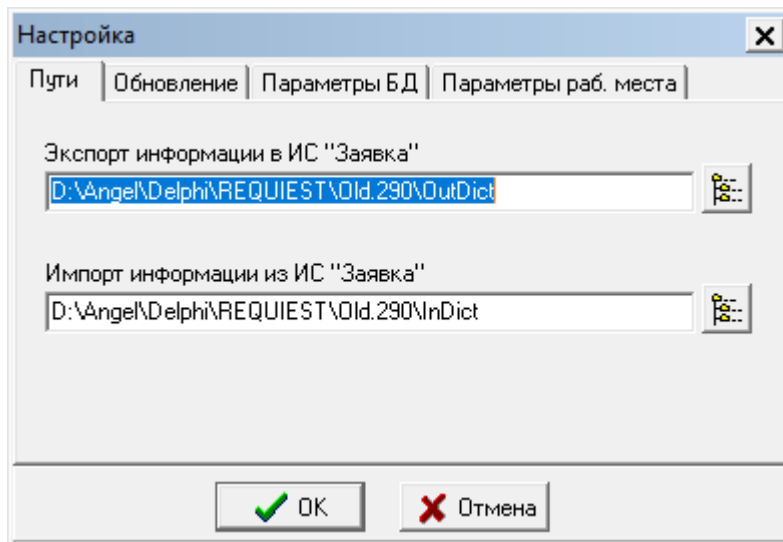 Настройка
Пути Обновление Параметры БД Параметры раб. места
Экспорт информации в ИС "Заявка"
D:\Angel\Delphi\REQUIEST\Old.290\OutDict
Импорт информации из ИС "Заявка"
D:\Angel\Delphi\REQUIEST\Old.290\InDict
OK Отмена